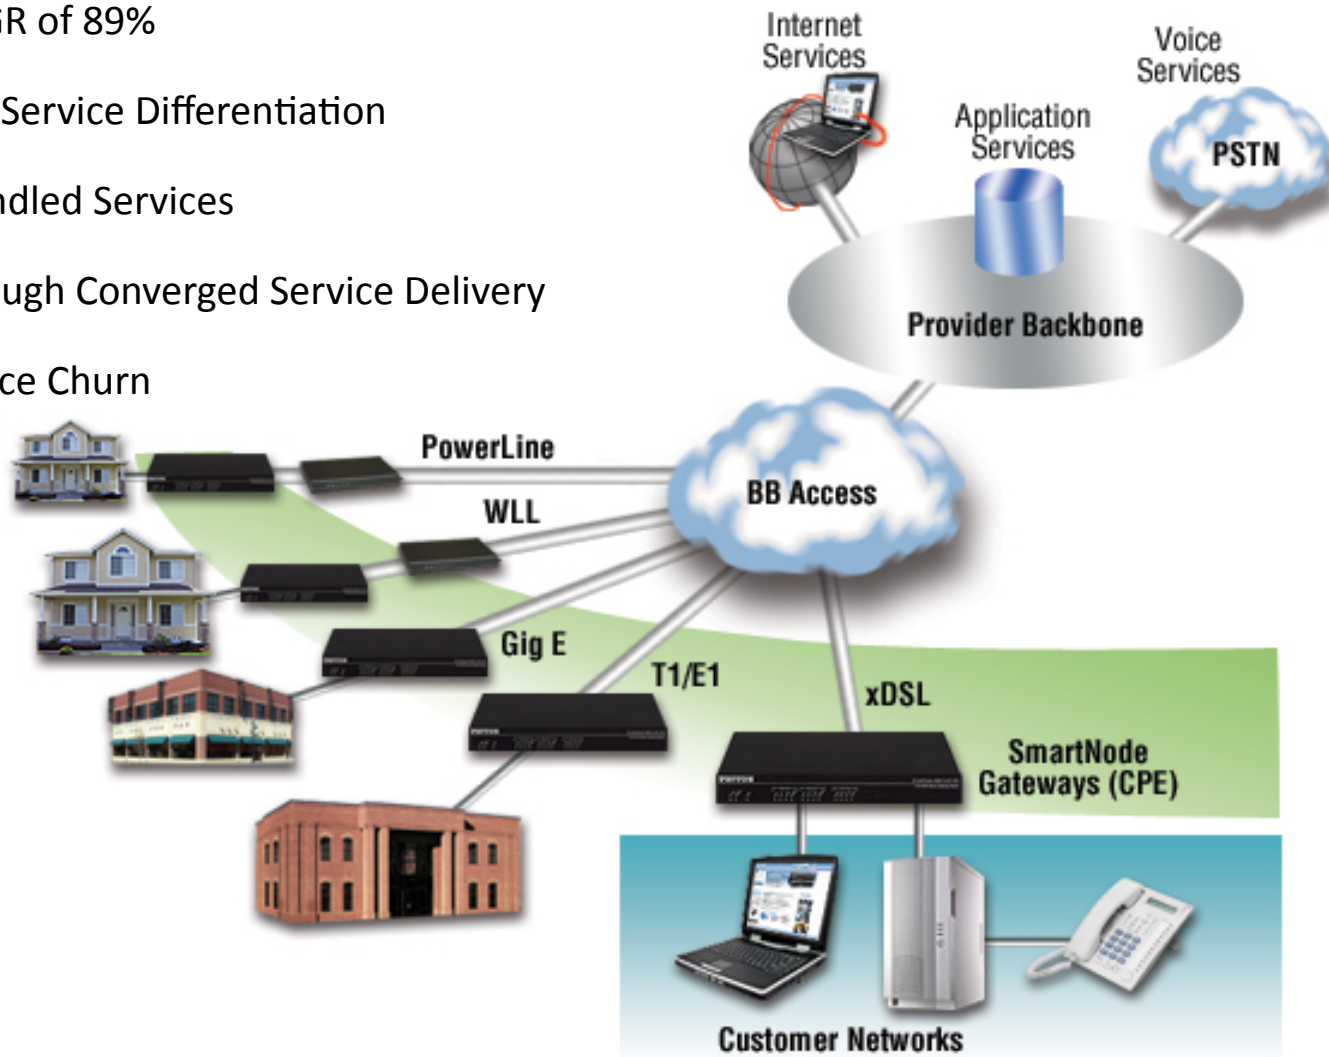 GR of 89%
Service Differentiation
ndled Services
ugh Converged Service Delivery
ce Churn
Internet
Services
Application
Services
Voice
Services
PSTN
Provider Backbone
BB Access
PowerLine
WLL
Gig E
T1/E1
xDSL
SmartNode
Gateways (CPE)
Customer Networks